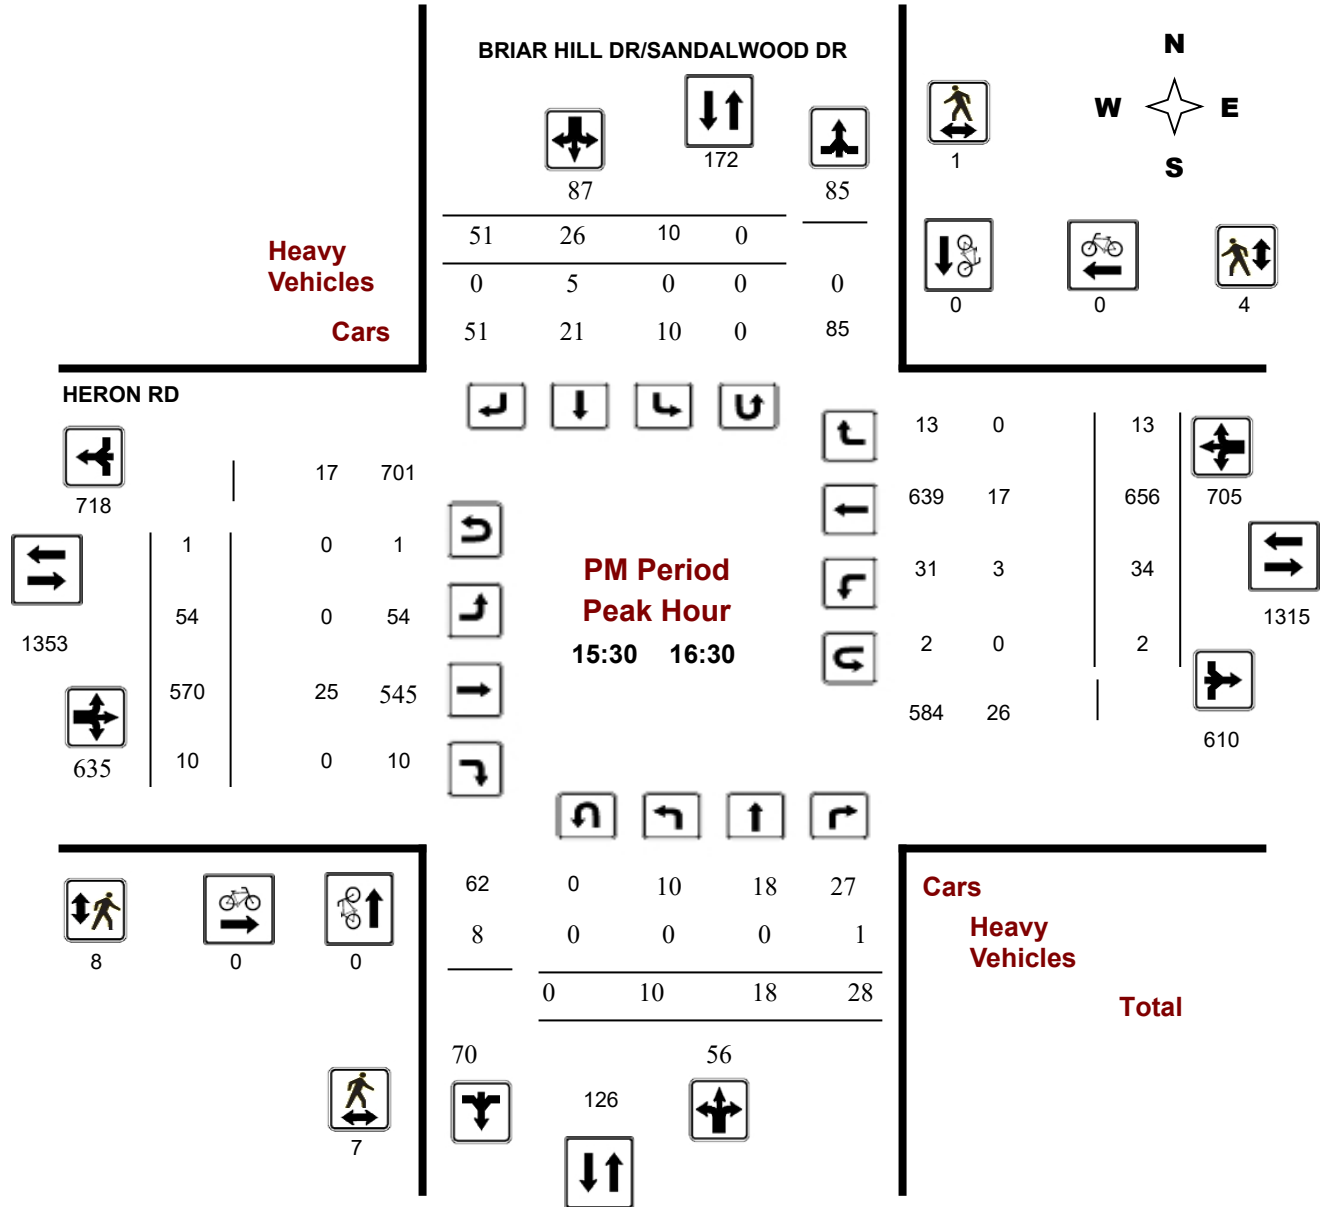 BRIAR HILL DR/SANDALWOOD DR
N
W E
S
172
1
87 85
51 26 10 0
Heavy
Vehicles
0 5 0 0 0
0 0 4
Cars
51 21 10 0 85
HERON RD
13 0 13
17 701
718
639 17 656 705
1 0 1
PM Period
31 3 34
Peak Hour
54 0 54
1353
15:30 16:30
2 0 2
1315
570 25 545
584 26
610
635
10 0 10
62 0 10 18 27
Cars
8 0 0 0 1
Heavy
Vehicles
8 0 0
0 10 18 28
Total
70 56
126
7